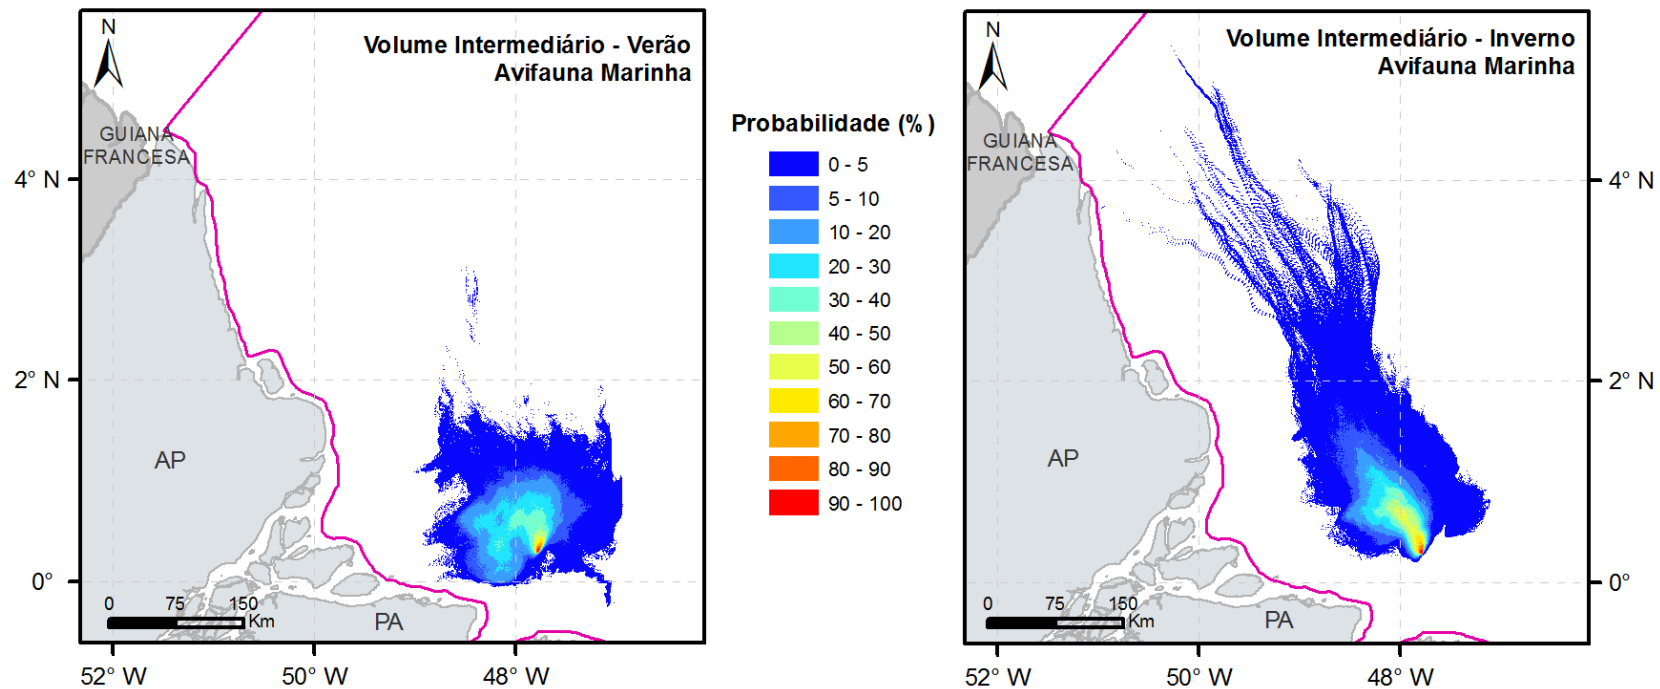 N
Volume Intermediário - Verão
Avifauna Marinha
GUIANA
FRANCESA
4° N
2° N
0°
AP
PA
0 75 150
Km
52° W 50° W 48° W
Probabilidade (%)
0 - 5
5 - 10
10 - 20
20 - 30
30 - 40
40 - 50
50 - 60
60 - 70
70 - 80
80 - 90
90 - 100
N
Volume Intermediário - Inverno
Avifauna Marinha
GUIANA
FRANCESA
4° N
2° N
0°
AP
PA
0 75 150
Km
52° W 50° W 48° W